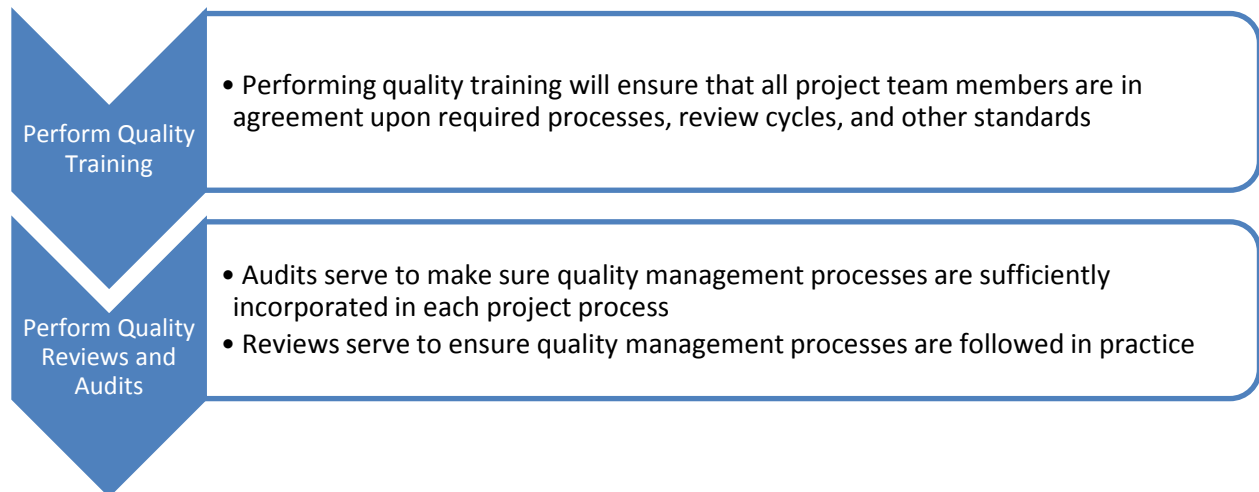 Perform Quality
Training
• Performing quality training will ensure that all project team members are in
agreement upon required processes, review cycles, and other standards
Perform Quality
Reviews and
Audits
• Audits serve to make sure quality management processes are sufficiently
incorporated in each project process
• Reviews serve to ensure quality management processes are followed in practice